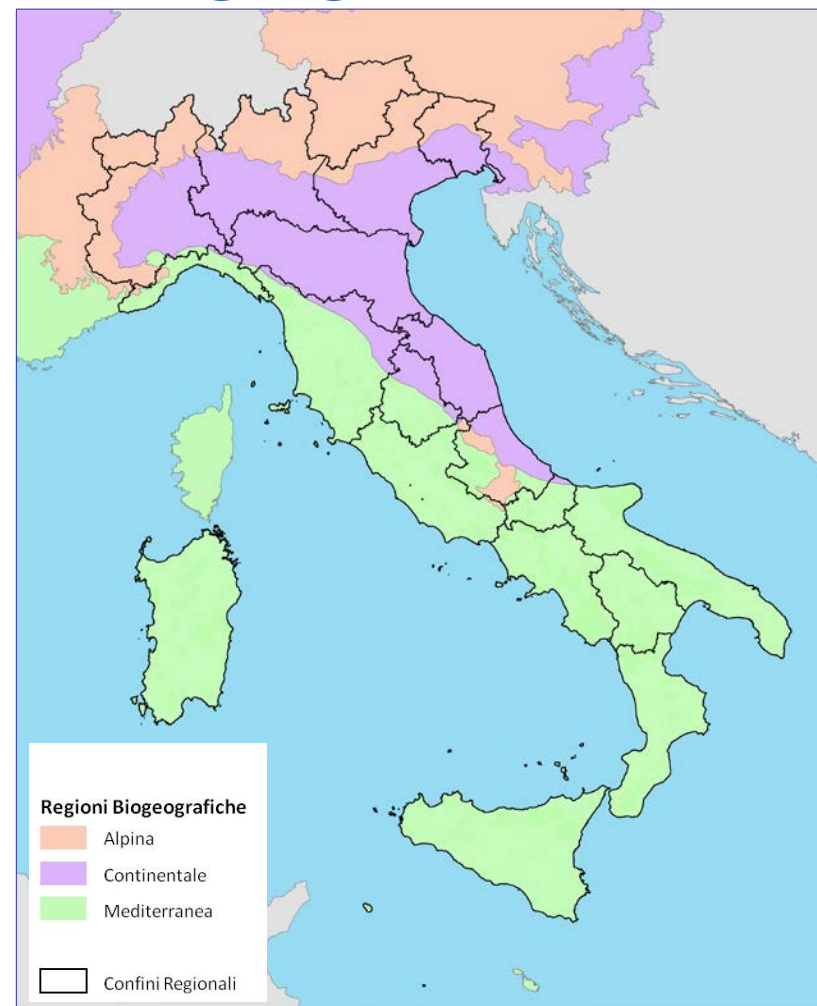 Regioni Biogeografiche
Alpina
Continentale
Mediterranea
Confini Regionali